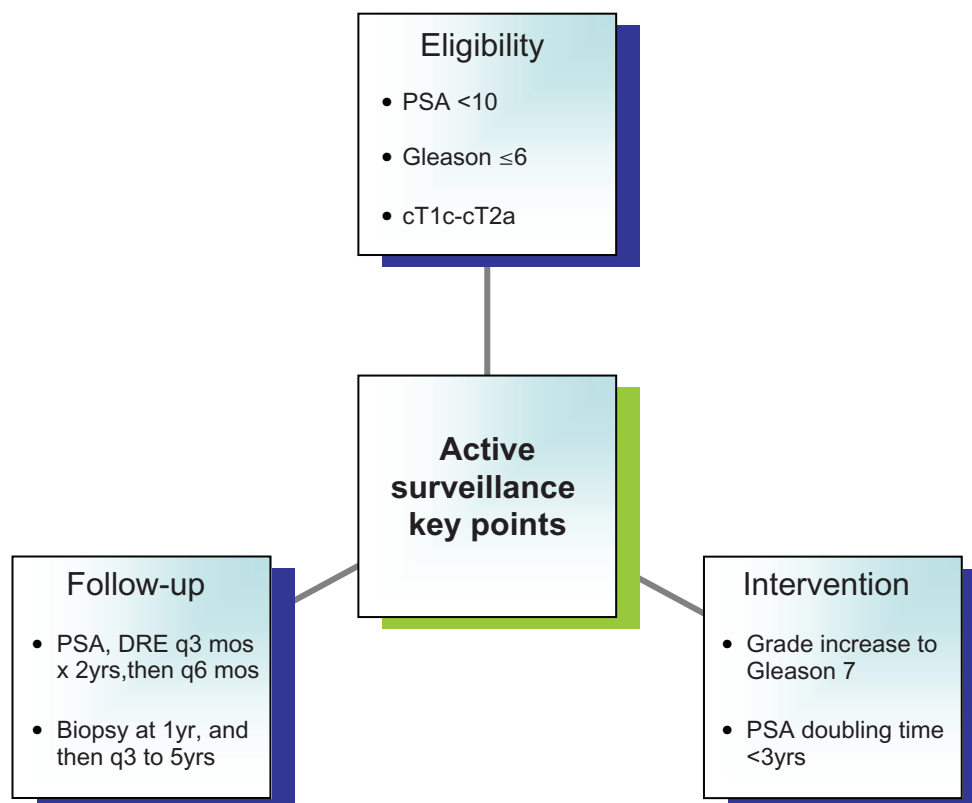 Eligibility
• PSA <10
• Gleason ≤6
• cT1c-cT2a
Active
surveillance
key points
Follow-up
• PSA, DRE q3 mos
x 2yrs,then q6 mos
• Biopsy at 1yr, and
then q3 to 5yrs
Intervention
• Grade increase to
Gleason 7
• PSA doubling time
<3yrs